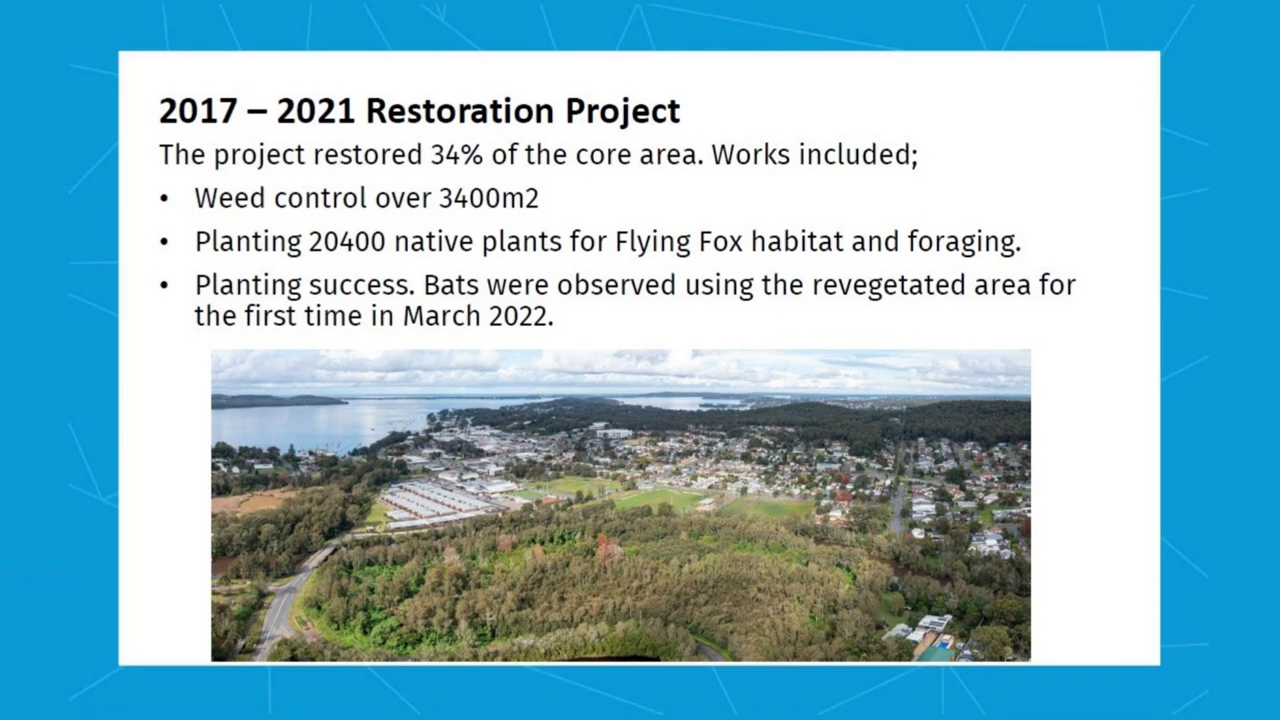 2017 – 2021 Restoration Project
The project restored 34% of the core area. Works included;
• Weed control over 3400m2
• Planting 20400 native plants for Flying Fox habitat and foraging.
• Planting success. Bats were observed using the revegetated area for
the first time in March 2022.